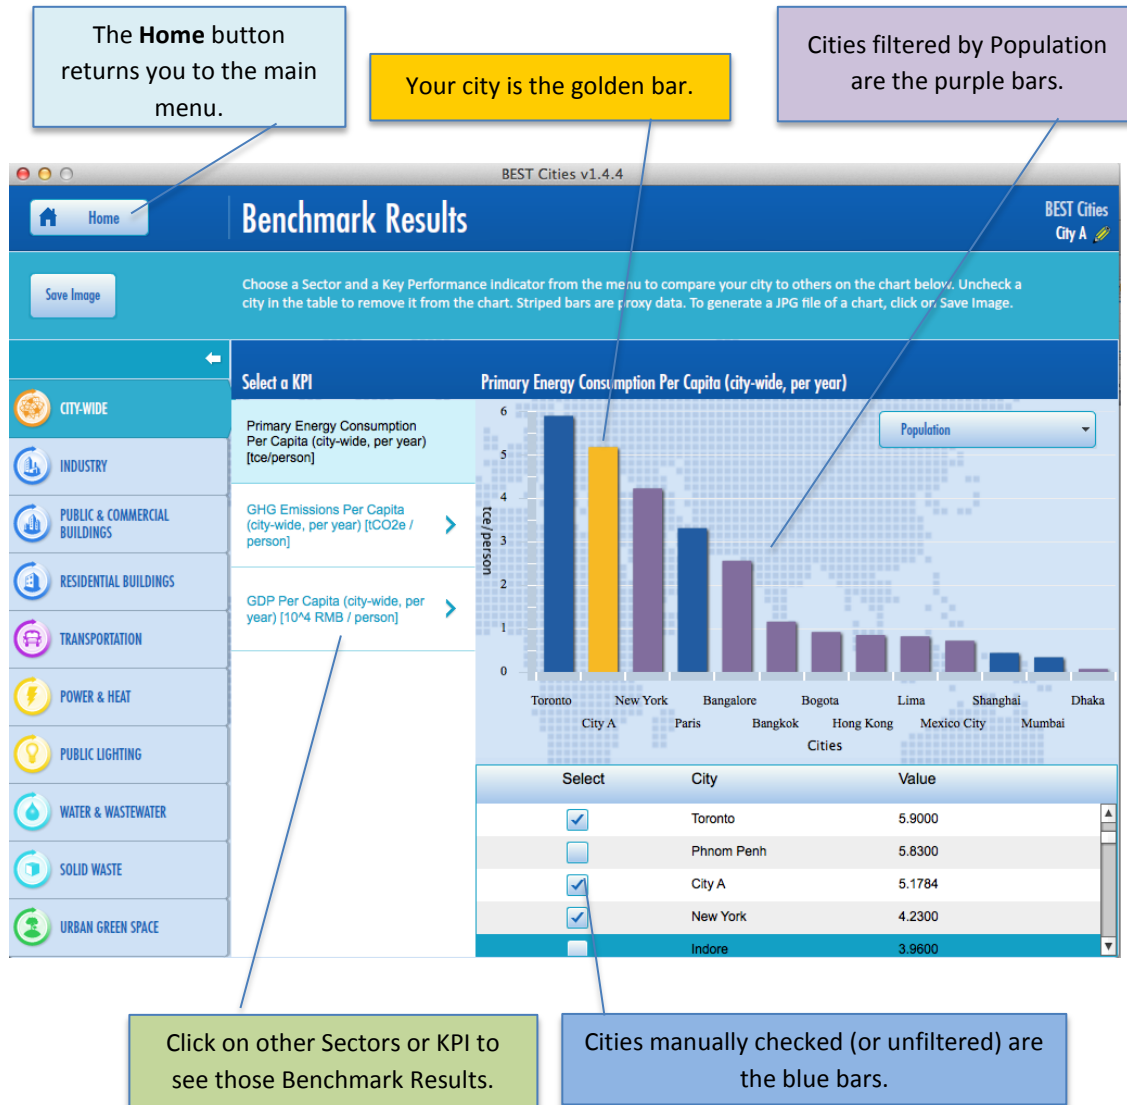 The Home button
returns you to the main
menu.
Your city is the golden bar.
Cities filtered by Population
are the purple bars.
BEST Cities v1.4.4
Home
Benchmark Results
BEST Cities
City A
Save Image
Choose a Sector and a Key Performance Indicator from the menu to compare your city to others on the chart below. Uncheck a
city in the table to remove it from the chart. Striped bars are proxy data. To generate a JPG file of a chart, click on Save Image.
CITY-WIDE
INDUSTRY
PUBLIC & COMMERCIAL
BUILDINGS
RESIDENTIAL BUILDINGS
TRANSPORTATION
POWER & HEAT
PUBLIC LIGHTING
WATER & WASTEWATER
SOLID WASTE
URBAN GREEN SPACE
Select a KPI
Primary Energy Consumption
Per Capita (city-wide, per year)
[tce/person]
GHG Emissions Per Capita
(city-wide, per year) [tCO2e /
person]
GDP Per Capita (city-wide, per
year) [10^4 RMB / person]
Primary Energy Consumption Per Capita (city-wide, per year)
Population
tce/person
6
5
4
3
2
1
0
Toronto New York Bangalore Bogota Lima Shanghai Dhaka
City A Paris Bangkok Hong Kong Mexico City Mumbai
Cities
Select City Value
Toronto 5.9000
Phnom Penh 5.8300
City A 5.1784
New York 4.2300
Indore 3.9600
Click on other Sectors or KPI to
see those Benchmark Results.
Cities manually checked (or unfiltered) are
the blue bars.